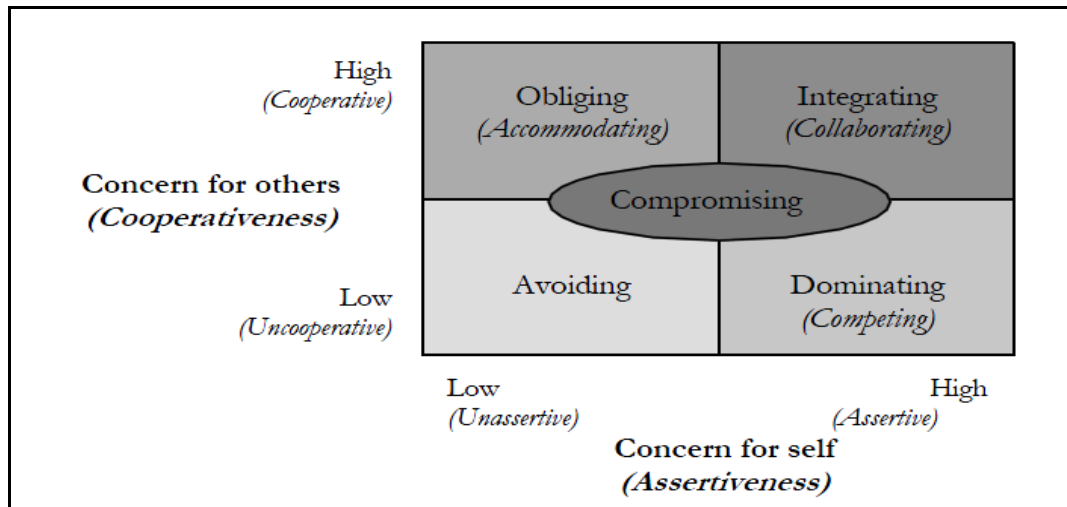 High
(Cooperative)
Obliging
(Accommodating)
Integrating
(Collaborating)
Concern for others
(Cooperativeness)
Compromising
Low
(Uncooperative)
Avoiding
Dominating
(Competing)
Low
(Unassertive)
High
(Assertive)
Concern for self
(Assertiveness)